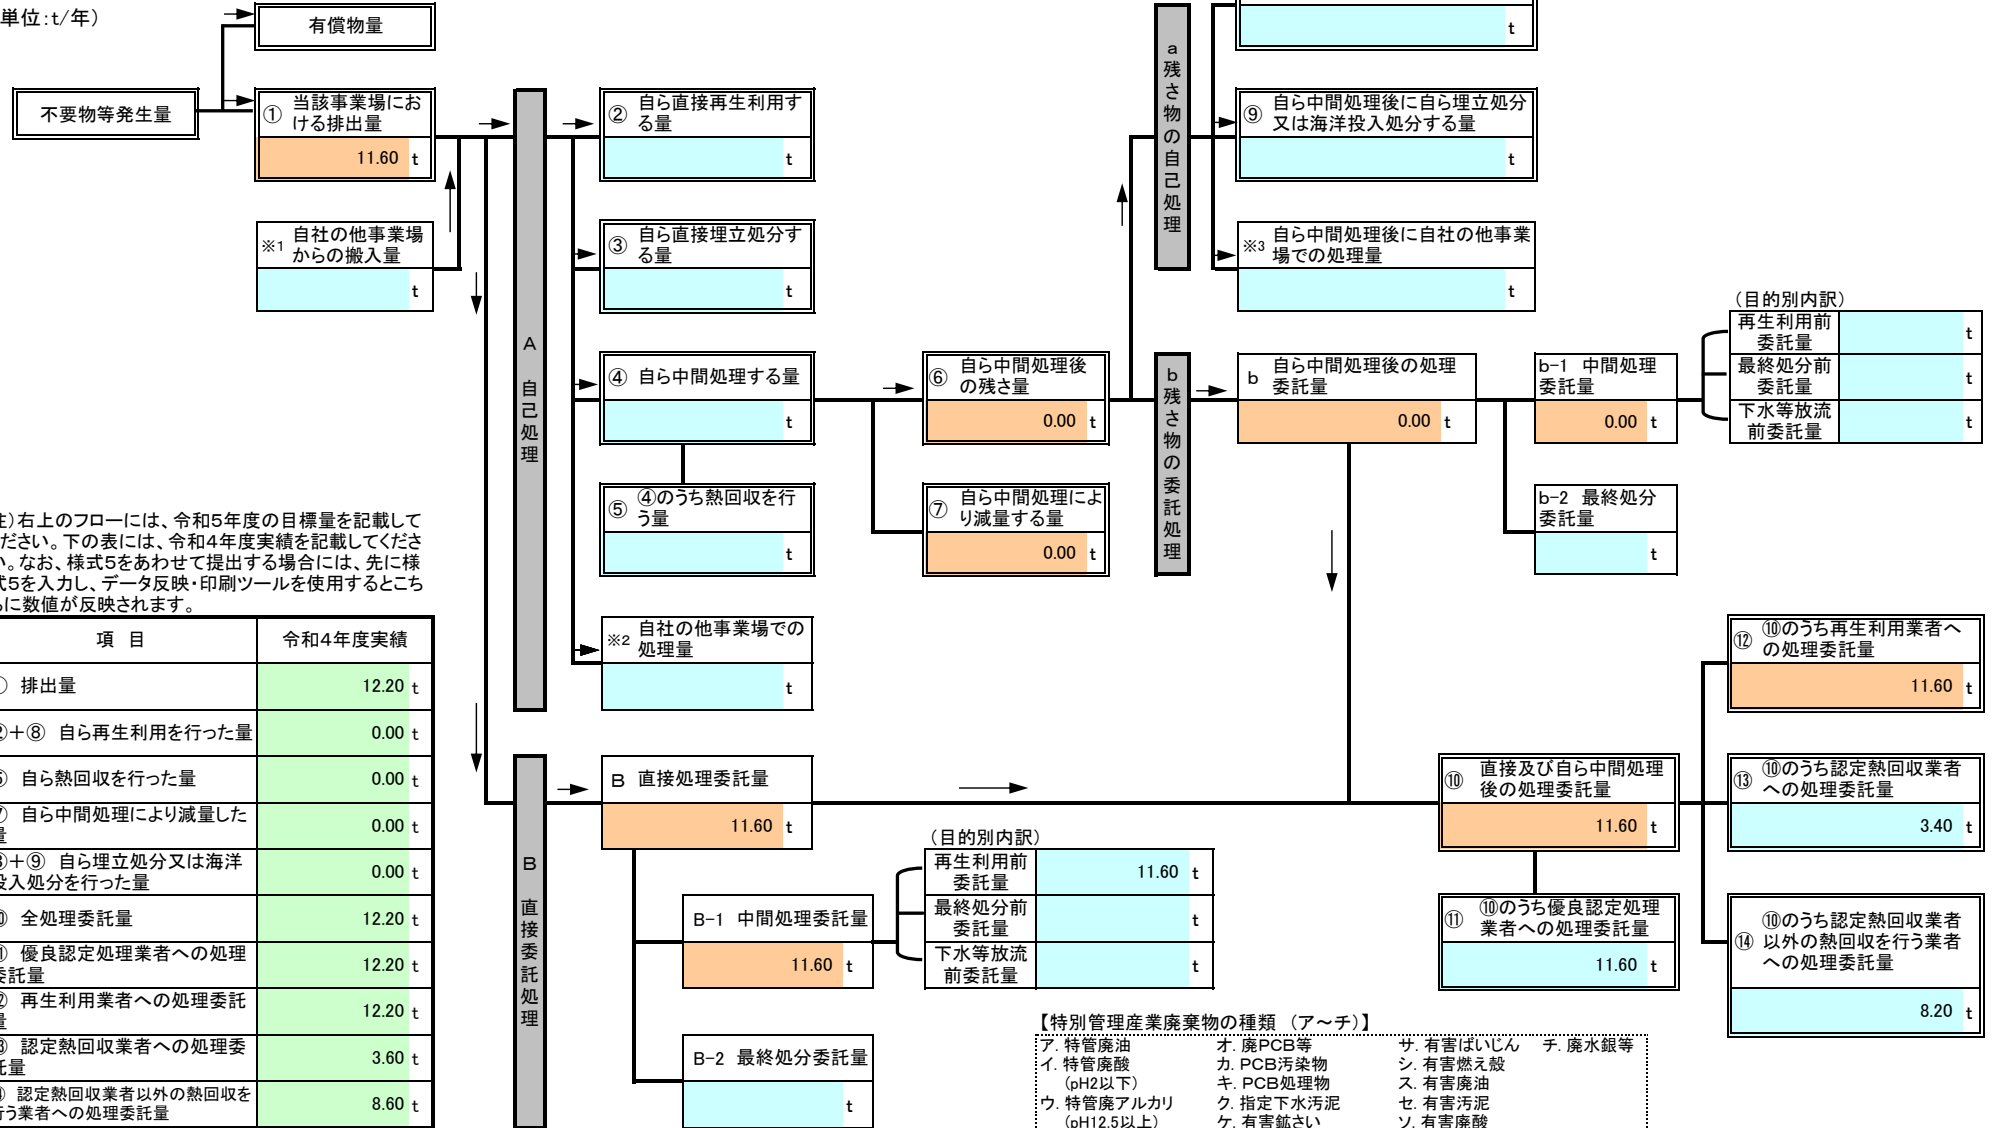 単位:t/年)
有償物量
不要物等発生量
① 当該事業場にお
ける排出量
11.60 t
※1 自社の他事業場
からの搬入量
t
A 自己処理
② 自ら直接再生利用す
る量
t
③ 自ら直接埋立処分す
る量
t
④ 自ら中間処理する量
t
⑤ ④のうち熱回収を行
う量
t
※2 自社の他事業場での
処理量
t
⑥ 自ら中間処理後
の残さ量
0.00 t
⑦ 自ら中間処理によ
り減量する量
0.00 t
a 残さ物の自己処理
t
⑨ 自ら中間処理後に自ら埋立処分
又は海洋投入処分する量
t
※3 自ら中間処理後に自社の他事業
場での処理量
t
b 残さ物の委託処理
b 自ら中間処理後の処理
委託量
0.00 t
b-1 中間処理
委託量
0.00 t
b-2 最終処分
委託量
t
(目的別内訳)
再生利用前
委託量
t
最終処分前
委託量
t
下水等放流
前委託量
t
)右上のフローには、令和5年度の目標量を記載して
ださい。下の表には、令和4年度実績を記載してくださ
。なお、様式5をあわせて提出する場合には、先に様
式5を入力し、データ反映・印刷ツールを使用するとこち
に数値が反映されます。
項 目 令和4年度実績
排出量 12.20 t
+⑧ 自ら再生利用を行った量 0.00 t
自ら熱回収を行った量 0.00 t
自ら中間処理により減量した
量 0.00 t
+⑨ 自ら埋立処分又は海洋
投入処分を行った量 0.00 t
全処理委託量 12.20 t
優良認定処理業者への処理
委託量 12.20 t
再生利用業者への処理委託
量 12.20 t
認定熱回収業者への処理委
託量 3.60 t
認定熱回収業者以外の熱回収を
行う業者への処理委託量 8.60 t
B 直接委託処理
B 直接処理委託量
11.60 t
B-1 中間処理委託量
11.60 t
B-2 最終処分委託量
t
(目的別内訳)
再生利用前
委託量
11.60 t
最終処分前
委託量
t
下水等放流
前委託量
t
⑩ 直接及び自ら中間処理
後の処理委託量
11.60 t
⑪ ⑩のうち優良認定処理
業者への処理委託量
11.60 t
⑫ ⑩のうち再生利用業者へ
の処理委託量
11.60 t
⑬ ⑩のうち認定熱回収業者
への処理委託量
3.40 t
⑭ ⑩のうち認定熱回収業者
以外の熱回収を行う業者
への処理委託量
8.20 t
【特別管理産業廃棄物の種類 (ア~チ)】
ア. 特管廃油 オ. 廃PCB等 サ. 有害ばいじん チ. 廃水銀等
イ. 特管廃酸 カ. PCB汚染物 シ. 有害燃え殻
(pH2以下) キ. PCB処理物 ス. 有害廃油
ウ. 特管廃アルカリ ク. 指定下水汚泥 セ. 有害汚泥
(pH12.5以上) ケ. 有害鉱さい ソ. 有害廃酸